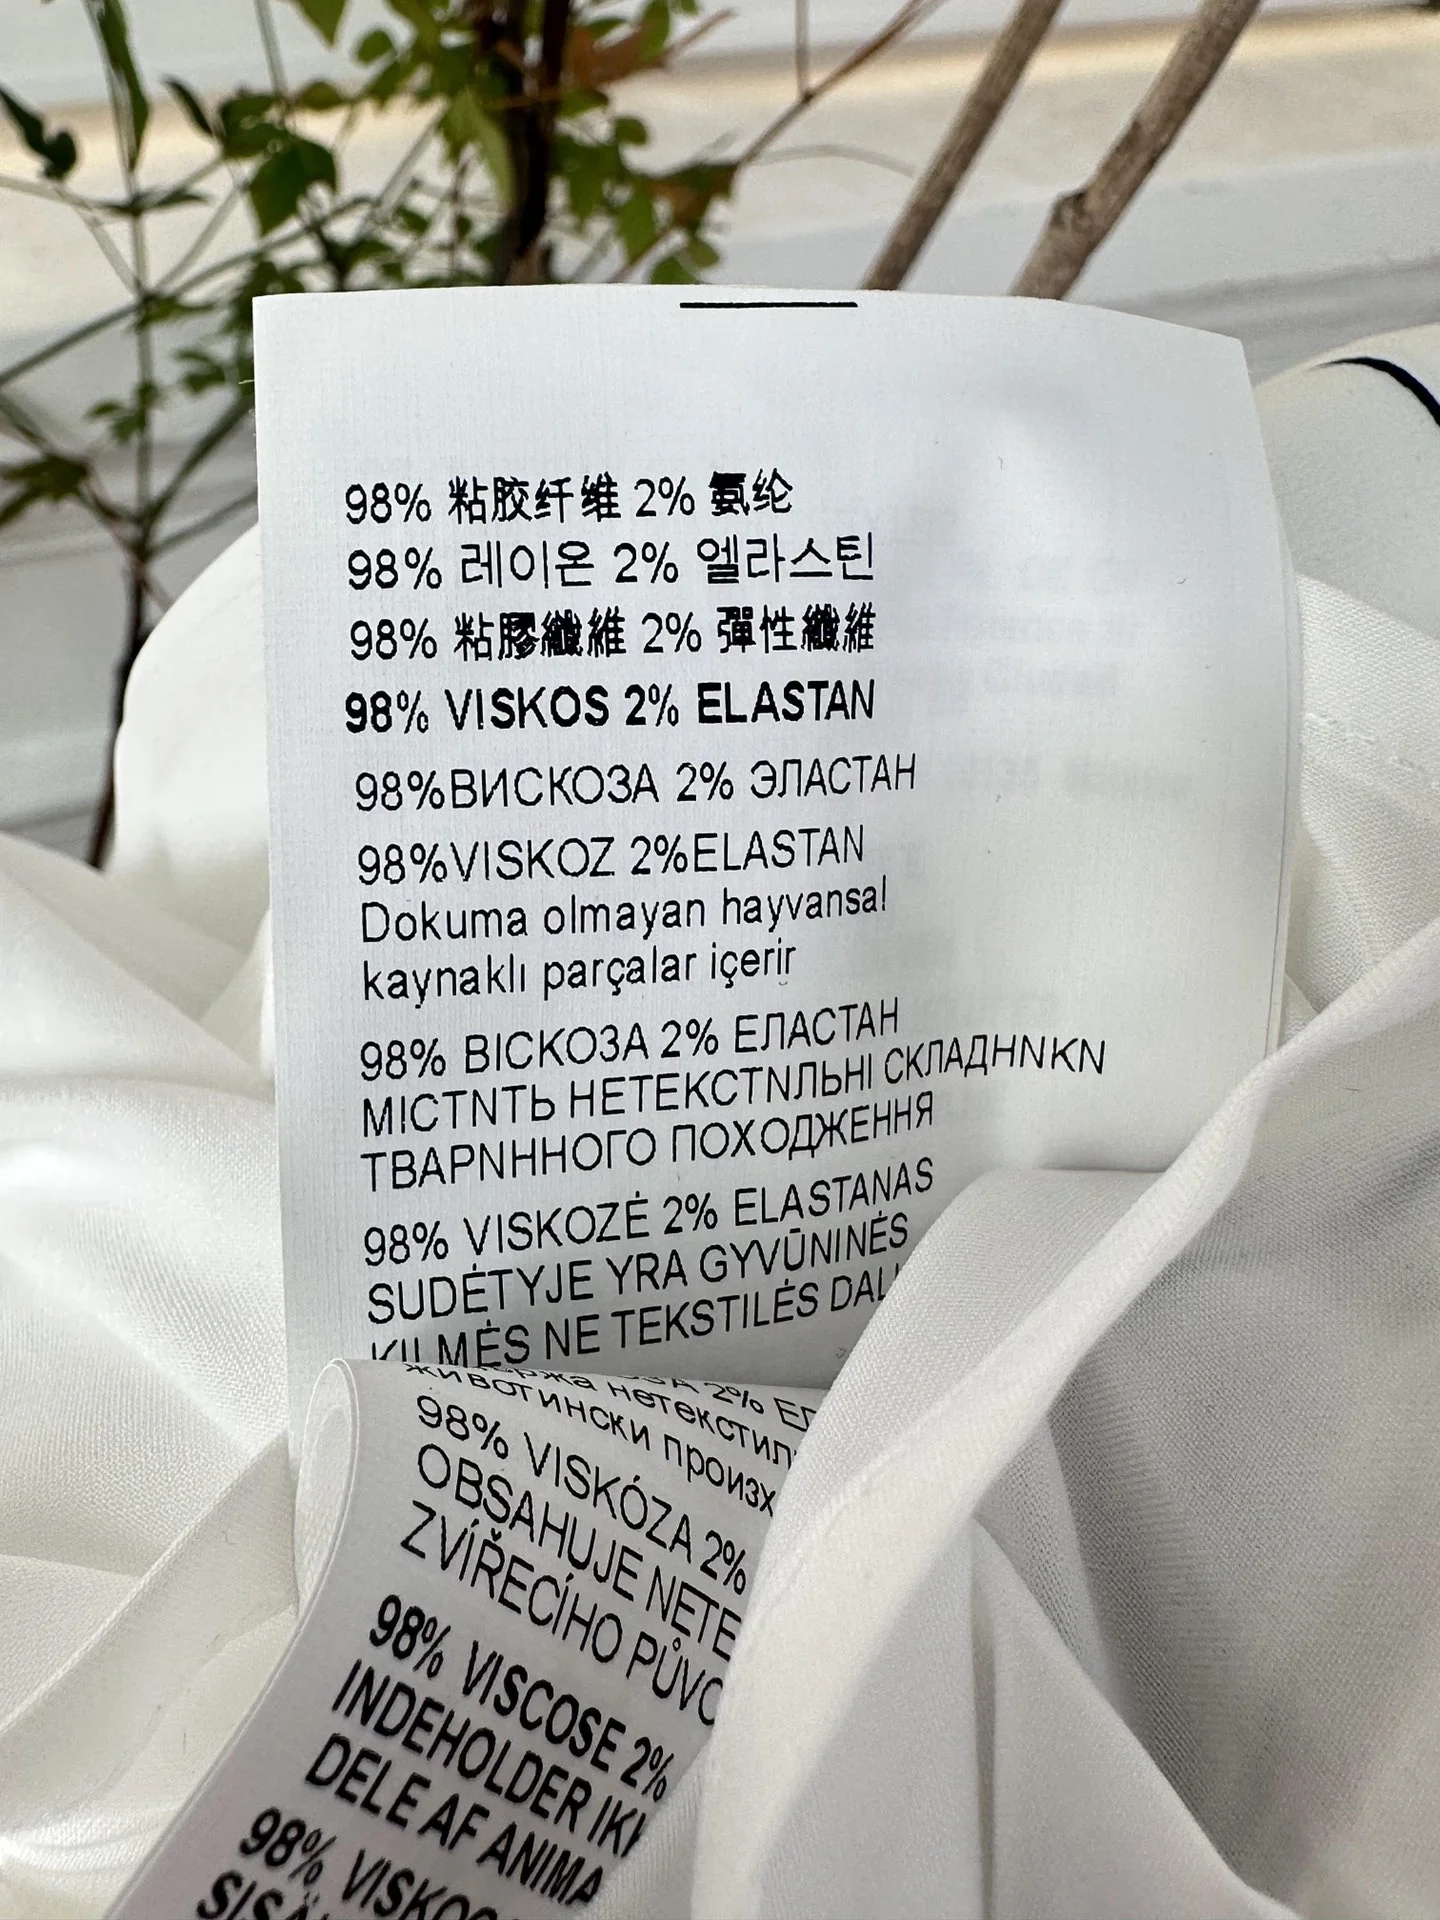 98% 粘胶纤维 2% 氨纶
98% 레이온 2% 엘라스틴
98% 粘膠纖維 2% 彈性纖維
98% VISKOS 2% ELASTAN
98%ВИСКОЗА 2% ЭЛАСТАН
98%VISKOZ 2%ELASTAN
Dokuma olmayan hayvansal
kaynaklı parçalar içerir
98% ВІСКОЗА 2% ЕЛАСТАН
МІСТNТЬ НЕТЕКСТNЛЬНІ СКЛАДНNКN
ТВАРNННОГО ПОХОДЖЕННЯ
98% VISKOZĖ 2% ELASTANAS
SUDĖTYJE YRA GYVŪNINĖS
KILMĖS NE TEKSTILĖS
2%
нетекстил
животински произх
98% VISKÓZA 2%
OBSAHUJE NETE
ZVÍŘECÍHO PŮVO
98% VISCOSE 2%
INDEHOLDER IKK
DELE AF ANIMA
98%